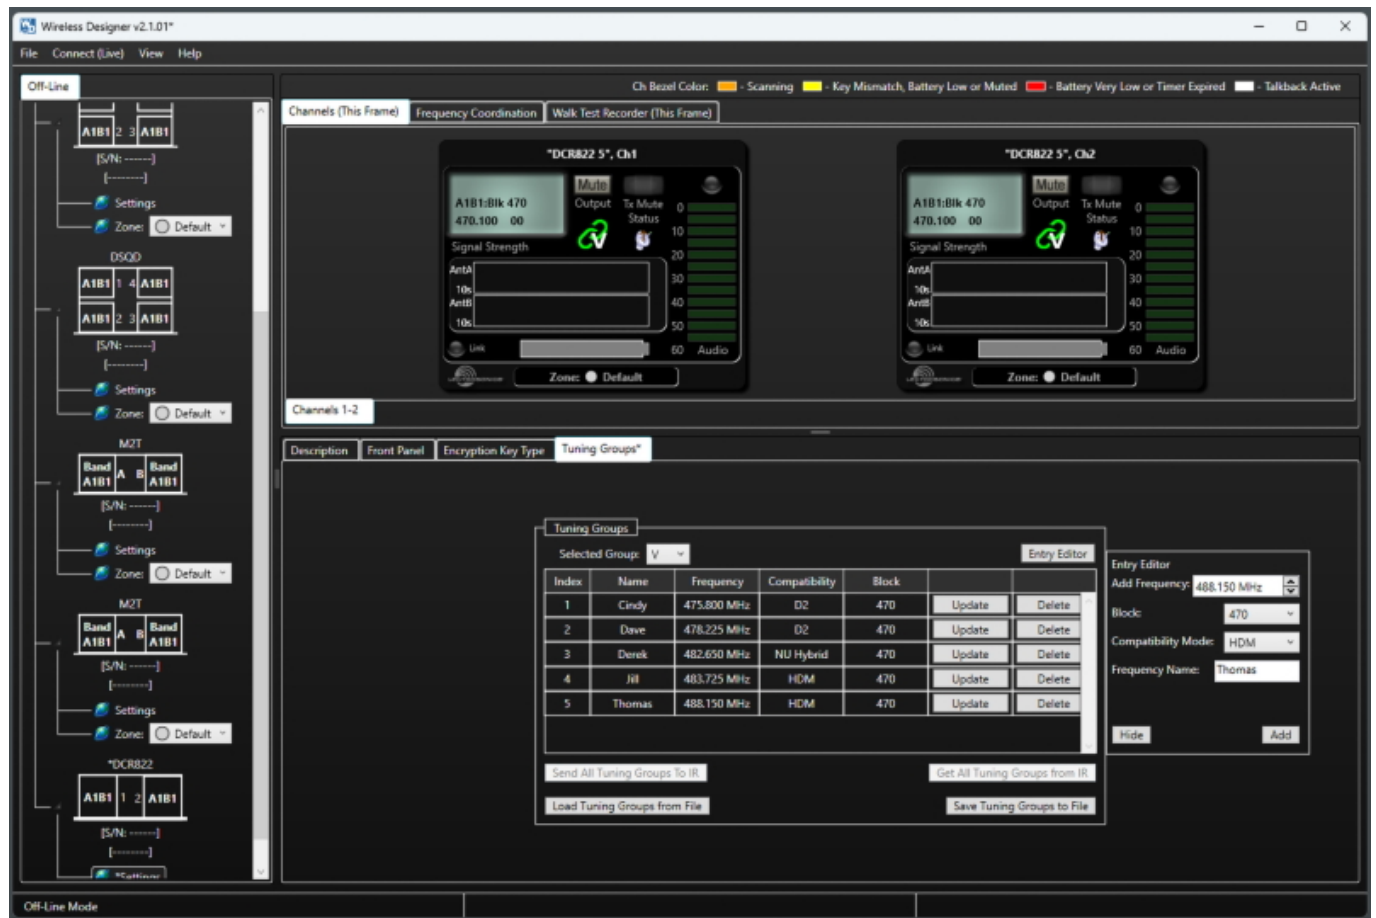 Wireless Designer v2.1.01*
File Connect (Live) View Help
Off-Line
A1B1 2 3 A1B1
[S/N: ------]
[--------]
Settings
Zone: Default
DSQD
A1B1 1 4 A1B1
A1B1 2 3 A1B1
[S/N: ------]
[--------]
Settings
Zone: Default
M2T
Band A1B1 A B Band A1B1
[S/N: ------]
[--------]
Settings
Zone: Default
M2T
Band A1B1 A B Band A1B1
[S/N: ------]
[--------]
Settings
Zone: Default
*DCR822
A1B1 1 2 A1B1
[S/N: ------]
[--------]
*Settings
Ch Bezel Color: - Scanning - Key Mismatch, Battery Low or Muted - Battery Very Low or Timer Expired - Talkback Active
Channels (This Frame) Frequency Coordination Walk Test Recorder (This Frame)
"DCR822 5", Ch1
A1B1:Blk 470
470.100 00
Mute
Output
Tx Mute
Status
Signal Strength
AntA
10s
AntB
10s
Link
0
10
20
30
40
50
60 Audio
Zone: Default
"DCR822 5", Ch2
A1B1:Blk 470
470.100 00
Mute
Output
Tx Mute
Status
Signal Strength
AntA
10s
AntB
10s
Link
0
10
20
30
40
50
60 Audio
Zone: Default
Channels 1-2
Description Front Panel Encryption Key Type Tuning Groups*
Tuning Groups
Selected Group: V Entry Editor
Index Name Frequency Compatibility Block
1 Cindy 475.800 MHz D2 470 Update Delete
2 Dave 478.225 MHz D2 470 Update Delete
3 Derek 482.650 MHz NU Hybrid 470 Update Delete
4 Jill 483.725 MHz HDM 470 Update Delete
5 Thomas 488.150 MHz HDM 470 Update Delete
Send All Tuning Groups To IR Get All Tuning Groups from IR
Load Tuning Groups from File Save Tuning Groups to File
Entry Editor
Add Frequency: 488.150 MHz
Block: 470
Compatibility Mode: HDM
Frequency Name: Thomas
Hide Add
Off-Line Mode